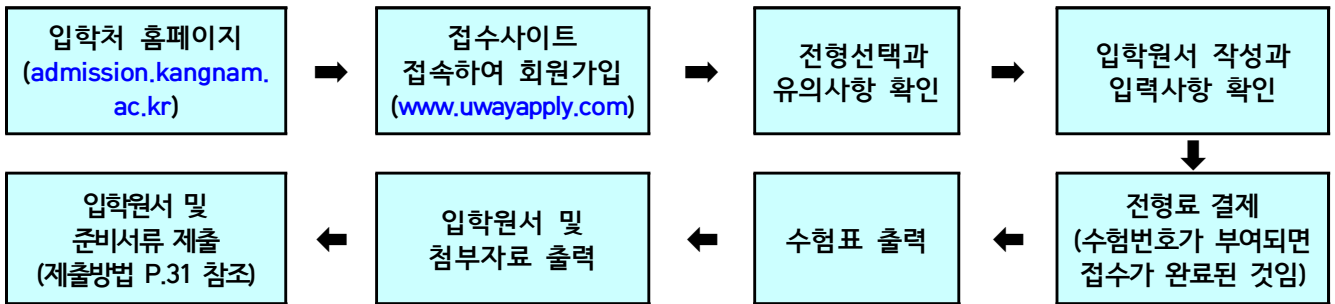 입학처 홈페이지
(admission.kangnam.
ac.kr)
접수사이트
접속하여 회원가입
(www.uwayapply.com)
전형선택과
유의사항 확인
입학원서 작성과
입력사항 확인
전형료 결제
(수험번호가 부여되면
접수가 완료된 것임)
수험표 출력
입학원서 및
첨부자료 출력
입학원서 및
준비서류 제출
(제출방법 P.31 참조)